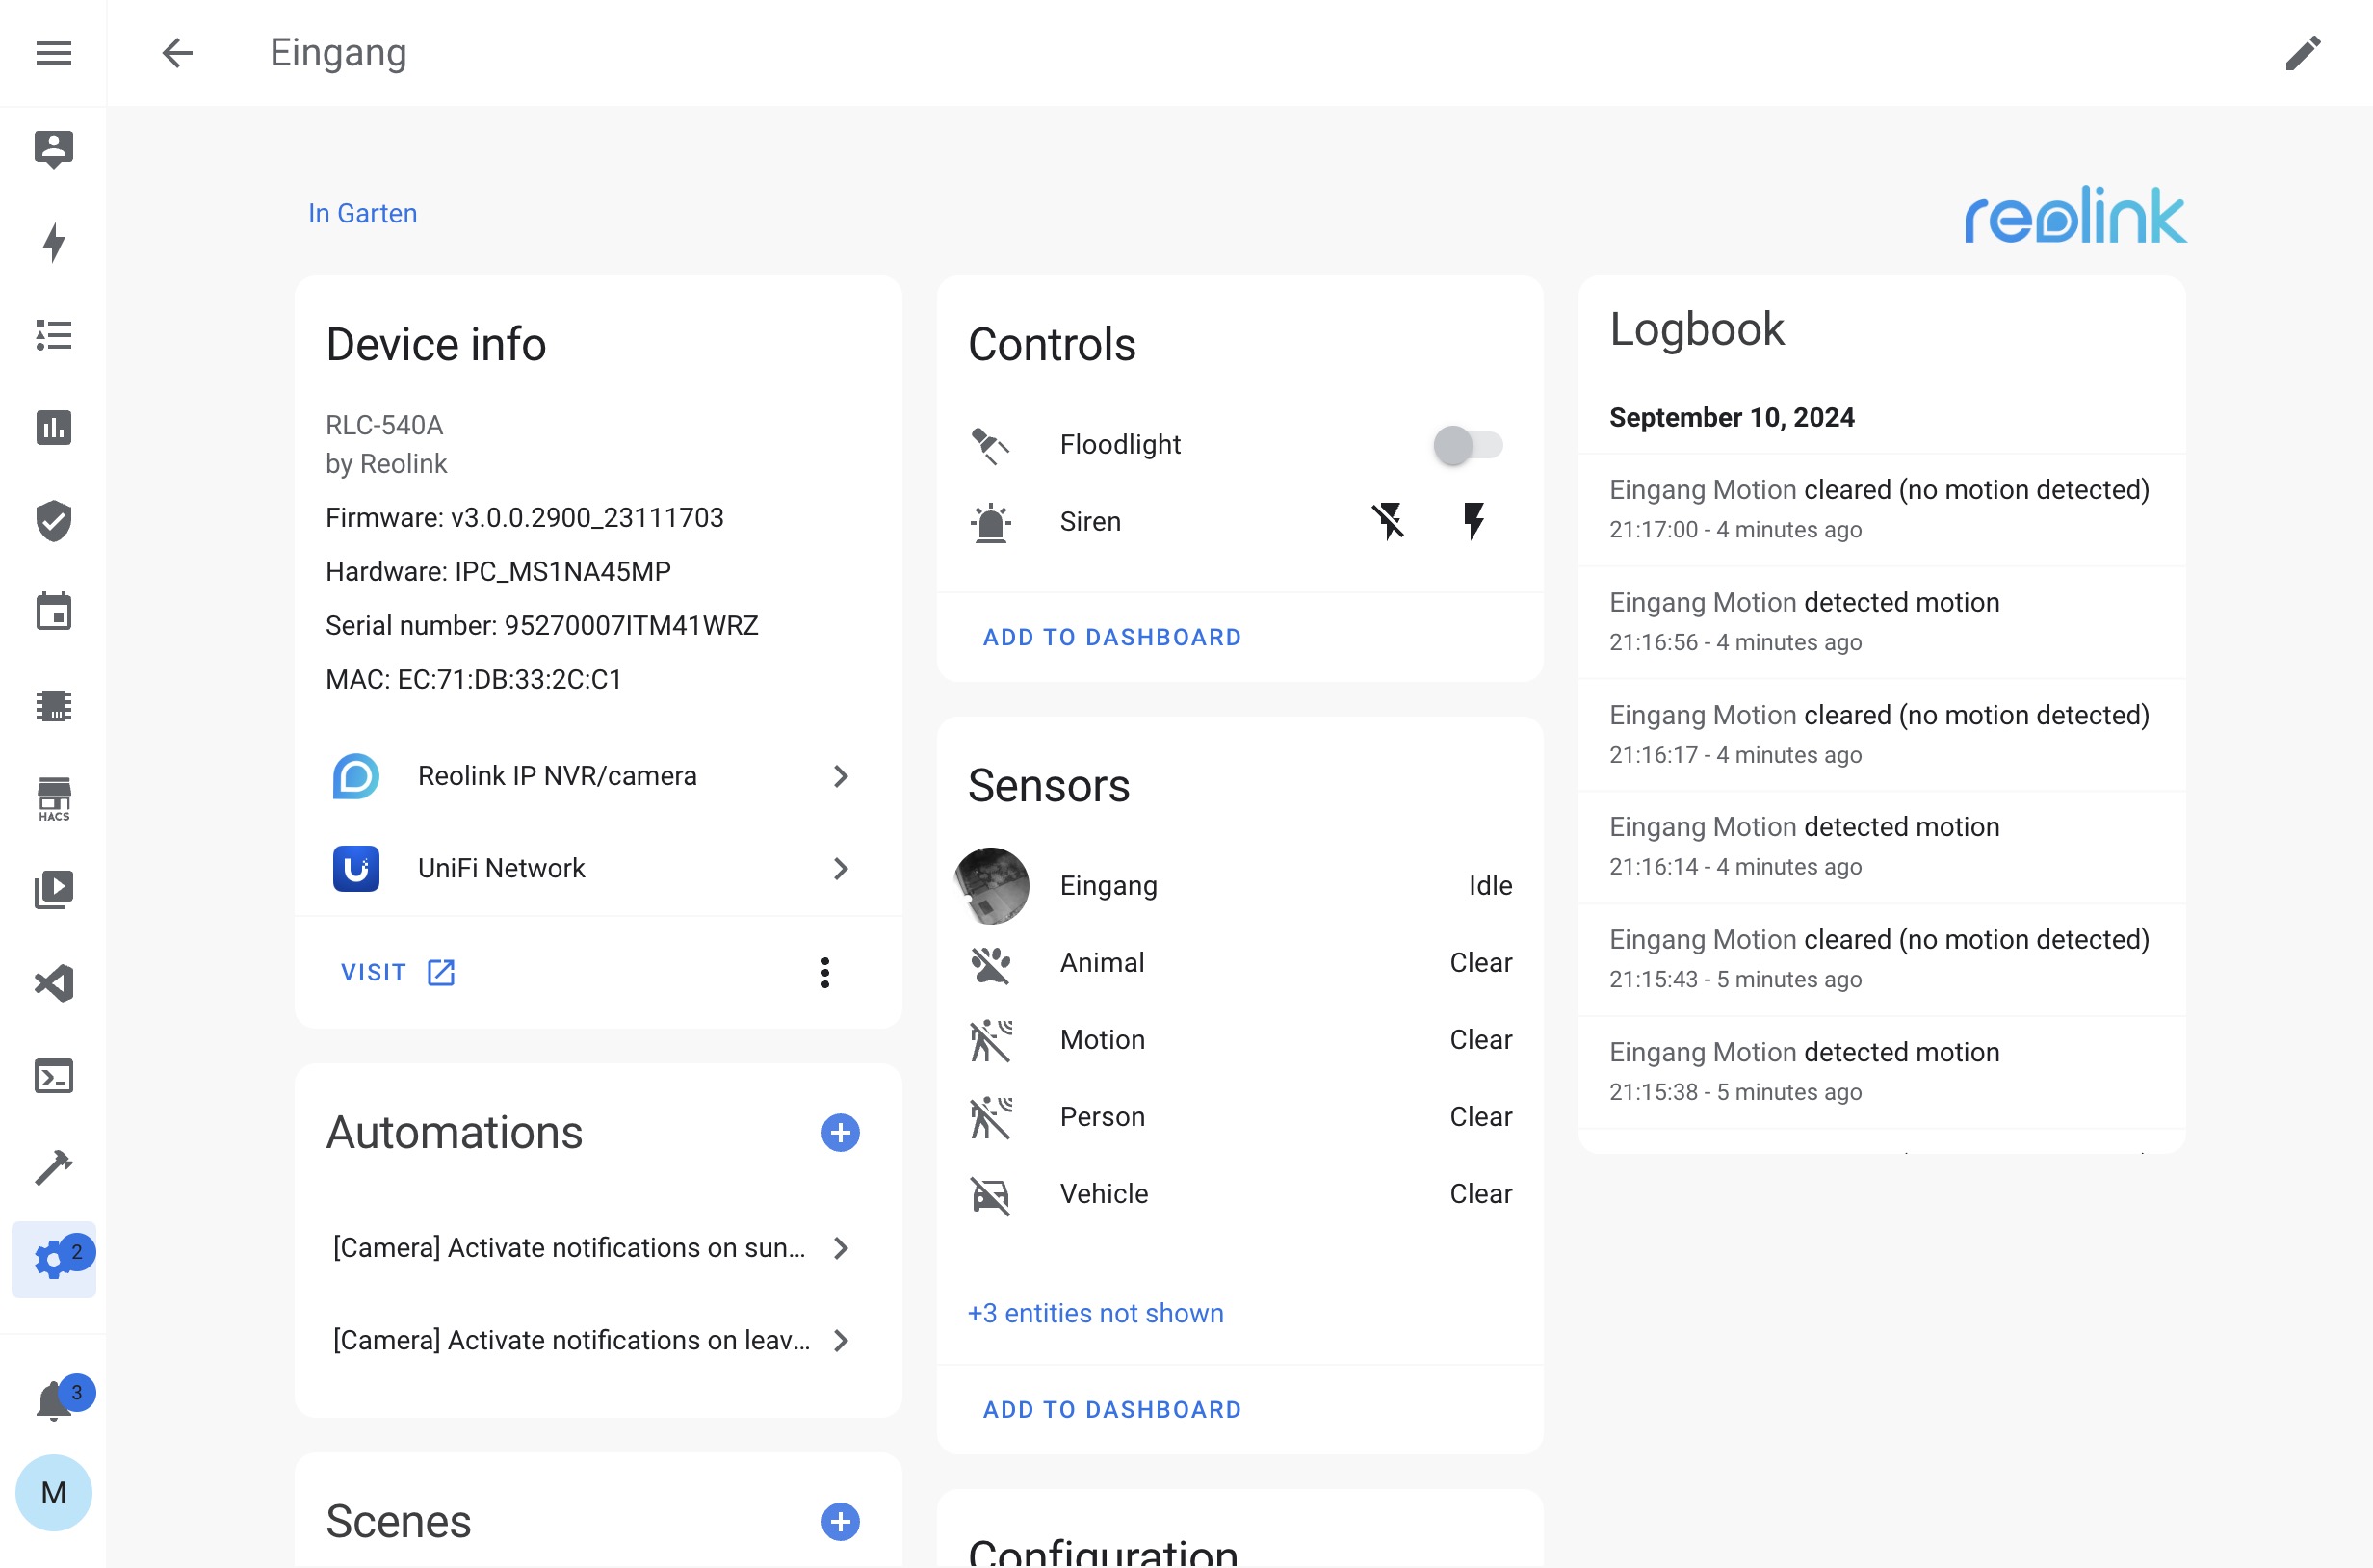 Eingang
In Garten
reolink
Device info
RLC-540A
by Reolink
Firmware: v3.0.0.2900_23111703
Hardware: IPC_MS1NA45MP
Serial number: 95270007ITM41WRZ
MAC: EC:71:DB:33:2C:C1
Reolink IP NVR/camera
UniFi Network
VISIT
Automations
[Camera] Activate notifications on sun...
[Camera] Activate notifications on leav...
Scenes
Controls
Floodlight
Siren
ADD TO DASHBOARD
Sensors
Eingang Idle
Animal Clear
Motion Clear
Person Clear
Vehicle Clear
+3 entities not shown
ADD TO DASHBOARD
Configuration
Logbook
September 10, 2024
Eingang Motion cleared (no motion detected)
21:17:00 - 4 minutes ago
Eingang Motion detected motion
21:16:56 - 4 minutes ago
Eingang Motion cleared (no motion detected)
21:16:17 - 4 minutes ago
Eingang Motion detected motion
21:16:14 - 4 minutes ago
Eingang Motion cleared (no motion detected)
21:15:43 - 5 minutes ago
Eingang Motion detected motion
21:15:38 - 5 minutes ago
HACS
2
3
M